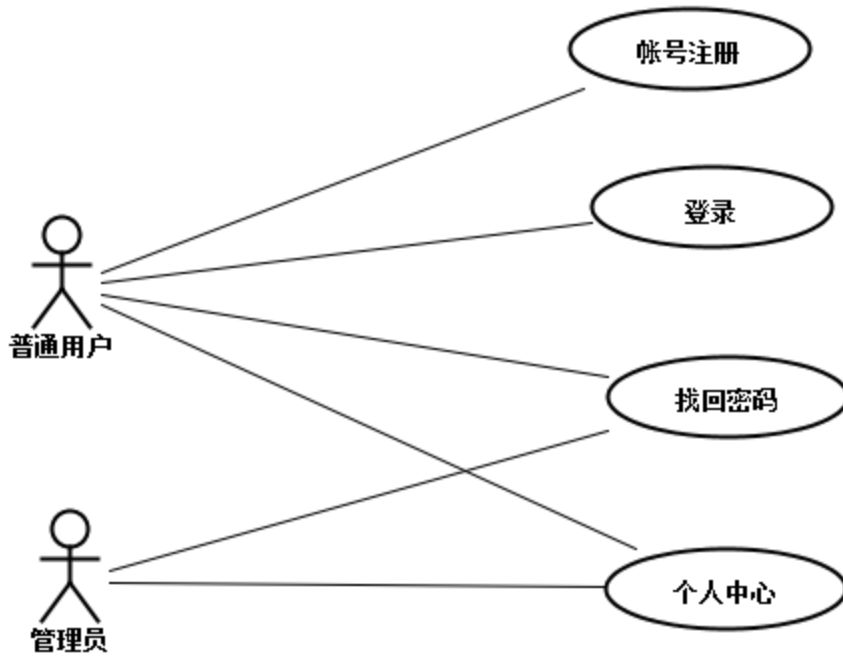 帐号注册
登录
普通用户
找回密码
个人中心
管理员